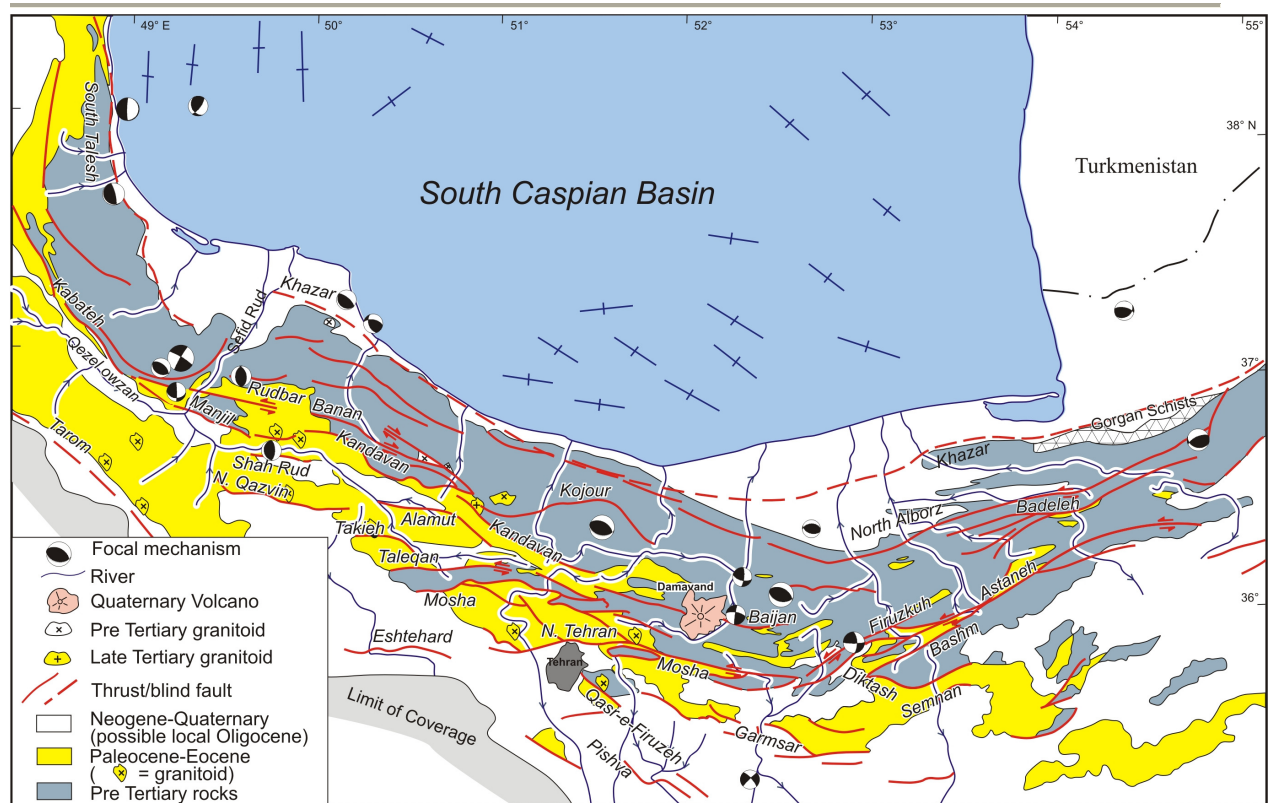 49° E
50°
51°
52°
53°
54°
55°
38° N
37°
36°
South Talesh
South Caspian Basin
Turkmenistan
Kabateh
Qezel owzan
Sefid Rud
Khazar
Manjil
Rudbar
Banan
Kandavan
Tarom
Shah Rud
N. Qazvin
Takieh
Alamut
Kandavan
Kojour
Taleqan
Mosha
Eshtehard
N. Tehran
Tehran
Damavand
Baijan
Mosha
Firuzkuh
Astaneh
Bashm
Diktash
Semnan
North Alborz
Badeleh
Khazar
Gorgan Schists
Qasr-e-Firuzeh
Pishva
Garmsar
Limit of Coverage
Focal mechanism
River
Quaternary Volcano
Pre Tertiary granitoid
Late Tertiary granitoid
Thrust/blind fault
Neogene-Quaternary
(possible local Oligocene)
Paleocene-Eocene
( = granitoid)
Pre Tertiary rocks